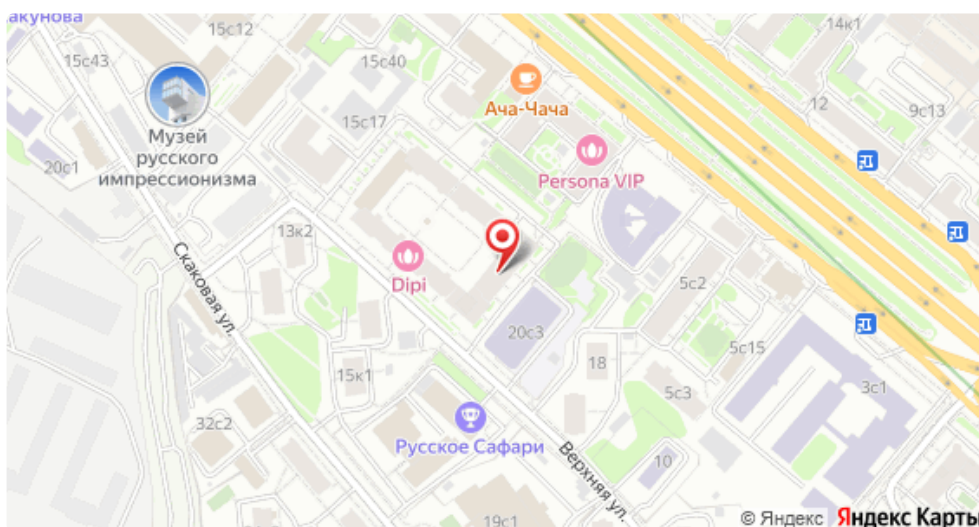 акунова
15с12
14к1
15с43
15с40
12
9с13
Ача-Чача
15с17
Музей
русского
импрессионизма
20с1
Persona VIP
13к2
Скаковая ул.
Dipi
5с2
20с3
5с15
18
15к1
5с3
3с1
32с2
Русское Сафари
Верхняя ул.
10
19с1
© Яндекс Яндекс Карты